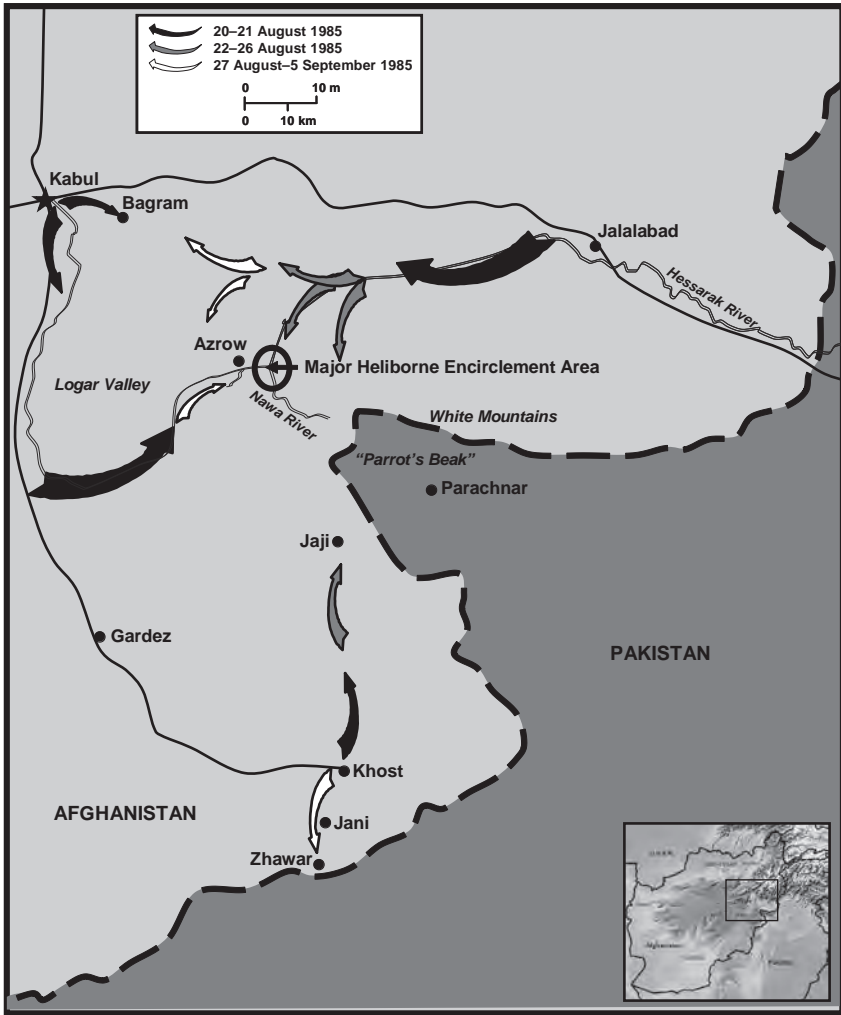 20–21 August 1985
22–26 August 1985
27 August–5 September 1985
0 10 m
0 10 km
Kabul
Bagram
Jalalabad
Hessarak River
Azrow
Major Heliborne Encirclement Area
Logar Valley
Nawa River
White Mountains
"Parrot's Beak"
Parachnar
Jaji
Gardez
PAKISTAN
Khost
AFGHANISTAN
Jani
Zhawar